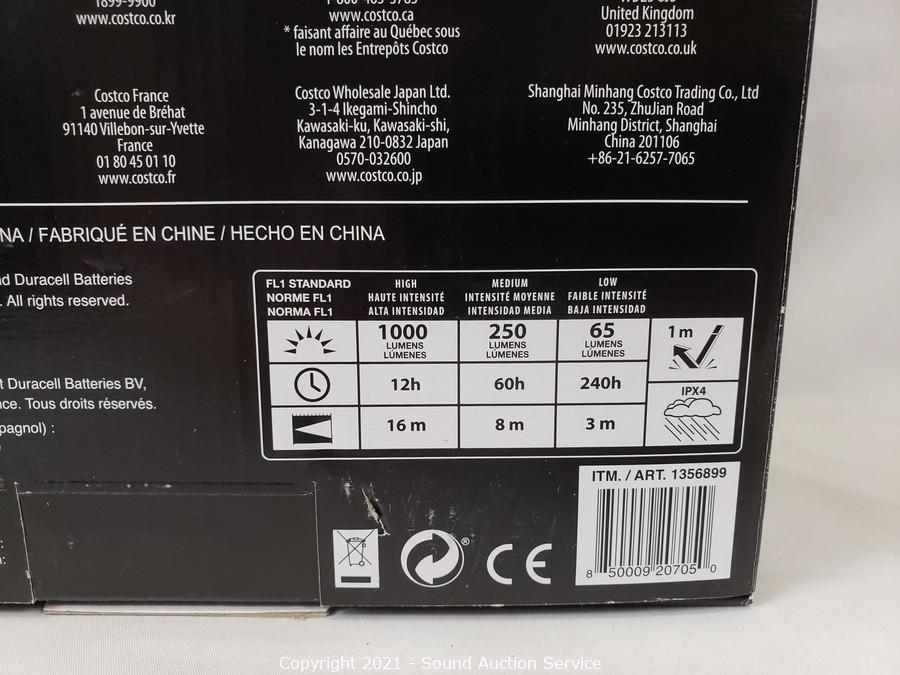 1899-9900
www.costco.co.kr
www.costco.ca
* faisant affaire au Québec sous
le nom les Entrepôts Costco
United Kingdom
01923 213113
www.costco.co.uk
Costco France
1 avenue de Bréhat
91140 Villebon-sur-Yvette
France
01 80 45 01 10
www.costco.fr
Costco Wholesale Japan Ltd.
3-1-4 Ikegami-Shincho
Kawasaki-ku, Kawasaki-shi,
Kanagawa 210-0832 Japan
0570-032600
www.costco.co.jp
Shanghai Minhang Costco Trading Co., Ltd
No. 235, ZhuJian Road
Minhang District, Shanghai
China 201106
+86-21-6257-7065
NA / FABRIQUÉ EN CHINE / HECHO EN CHINA
d Duracell Batteries
. All rights reserved.
t Duracell Batteries BV,
nce. Tous droits réservés.
pagnol) :
FL1 STANDARD
NORME FL1
NORMA FL1
HIGH
HAUTE INTENSITÉ
ALTA INTENSIDAD
MEDIUM
INTENSITÉ MOYENNE
INTENSIDAD MEDIA
LOW
FAIBLE INTENSITÉ
BAJA INTENSIDAD
1000
LUMENS
LÚMENES
250
LUMENS
LÚMENES
65
LUMENS
LÚMENES
1 m
12h
60h
240h
IPX4
16 m
8 m
3 m
ITM. / ART. 1356899
8 50009 20705 0
®
CE
Copyright 2021 - Sound Auction Service